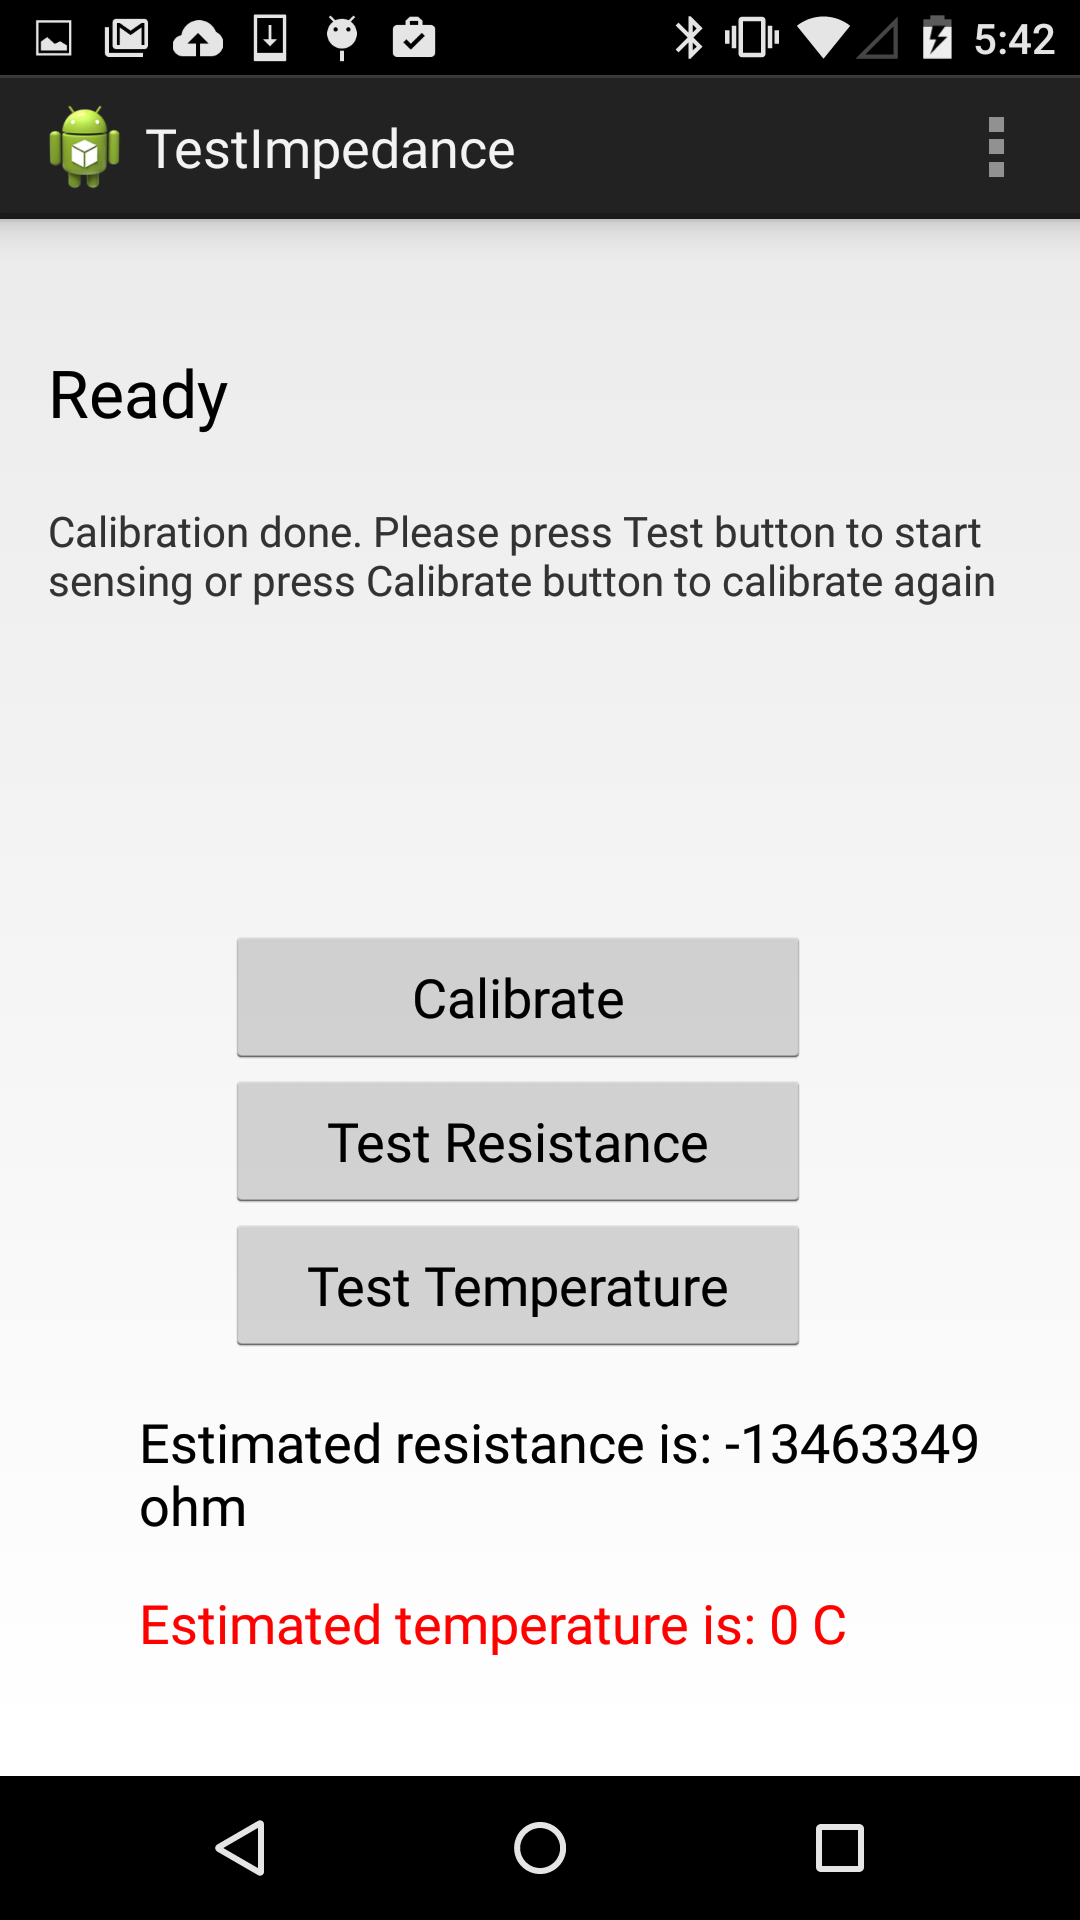 5:42
TestImpedance
Ready
Calibration done. Please press Test button to start
sensing or press Calibrate button to calibrate again
Calibrate
Test Resistance
Test Temperature
Estimated resistance is: -13463349
ohm
Estimated temperature is: 0 C